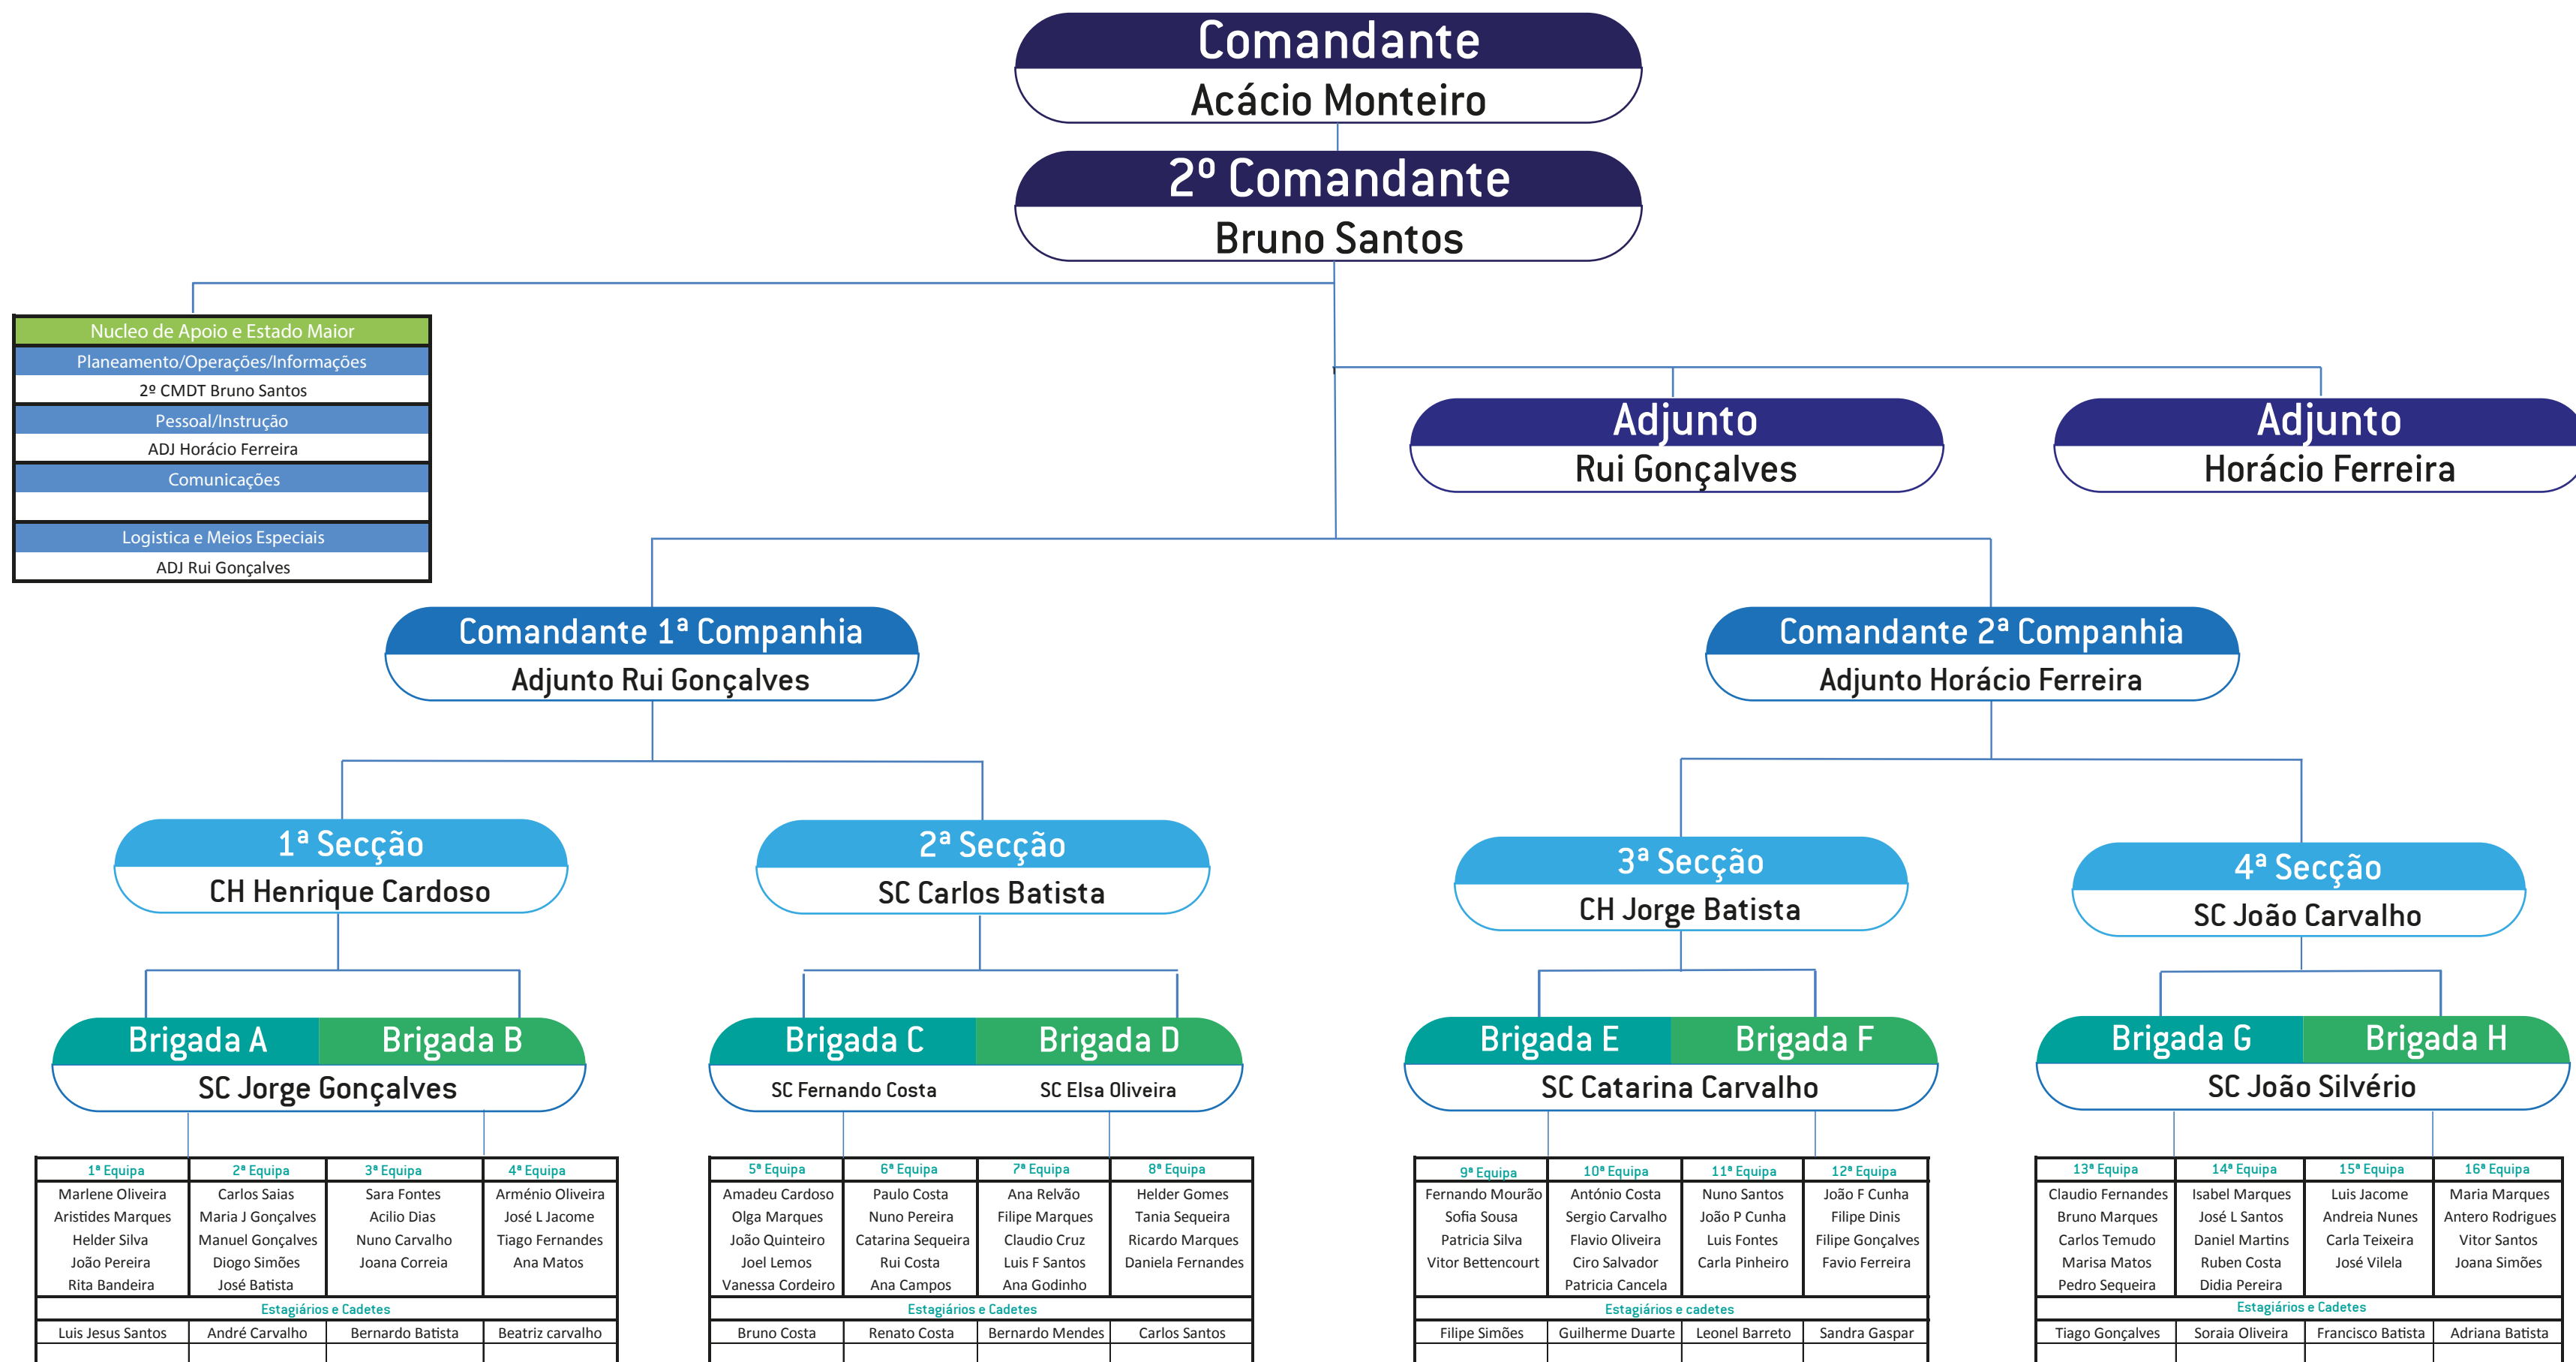 Comandante
Acácio Monteiro
2º Comandante
Bruno Santos
Nucleo de Apoio e Estado Maior
Planeamento/Operações/Informações
2º CMDT Bruno Santos
Pessoal/Instrução
ADJ Horácio Ferreira
Comunicações
Logistica e Meios Especiais
ADJ Rui Gonçalves
Adjunto
Rui Gonçalves
Adjunto
Horácio Ferreira
Comandante 1ª Companhia
Adjunto Rui Gonçalves
Comandante 2ª Companhia
Adjunto Horácio Ferreira
1ª Secção
CH Henrique Cardoso
2ª Secção
SC Carlos Batista
3ª Secção
CH Jorge Batista
4ª Secção
SC João Carvalho
Brigada A Brigada B
SC Jorge Gonçalves
Brigada C Brigada D
SC Fernando Costa SC Elsa Oliveira
Brigada E Brigada F
SC Catarina Carvalho
Brigada G Brigada H
SC João Silvério
1ª Equipa 2ª Equipa 3ª Equipa 4ª Equipa
Marlene Oliveira Carlos Saias Sara Fontes Arménio Oliveira
Aristides Marques Maria J Gonçalves Acilio Dias José L Jacome
Helder Silva Manuel Gonçalves Nuno Carvalho Tiago Fernandes
João Pereira Diogo Simões Joana Correia Ana Matos
Rita Bandeira José Batista
Estagiários e Cadetes
Luis Jesus Santos André Carvalho Bernardo Batista Beatriz carvalho
5ª Equipa 6ª Equipa 7ª Equipa 8ª Equipa
Amadeu Cardoso Paulo Costa Ana Relvão Helder Gomes
Olga Marques Nuno Pereira Filipe Marques Tania Sequeira
João Quinteiro Catarina Sequeira Claudio Cruz Ricardo Marques
Joel Lemos Rui Costa Luis F Santos Daniela Fernandes
Vanessa Cordeiro Ana Campos Ana Godinho
Estagiários e Cadetes
Bruno Costa Renato Costa Bernardo Mendes Carlos Santos
9ª Equipa 10ª Equipa 11ª Equipa 12ª Equipa
Fernando Mourão António Costa Nuno Santos João F Cunha
Sofia Sousa Sergio Carvalho João P Cunha Filipe Dinis
Patricia Silva Flavio Oliveira Luis Fontes Filipe Gonçalves
Vitor Bettencourt Ciro Salvador Carla Pinheiro Favio Ferreira
Patricia Cancela
Estagiários e cadetes
Filipe Simões Guilherme Duarte Leonel Barreto Sandra Gaspar
13ª Equipa 14ª Equipa 15ª Equipa 16ª Equipa
Claudio Fernandes Isabel Marques Luis Jacome Maria Marques
Bruno Marques José L Santos Andreia Nunes Antero Rodrigues
Carlos Temudo Daniel Martins Carla Teixeira Vitor Santos
Marisa Matos Ruben Costa José Vilela Joana Simões
Pedro Sequeira Didia Pereira
Estagiários e Cadetes
Tiago Gonçalves Soraia Oliveira Francisco Batista Adriana Batista